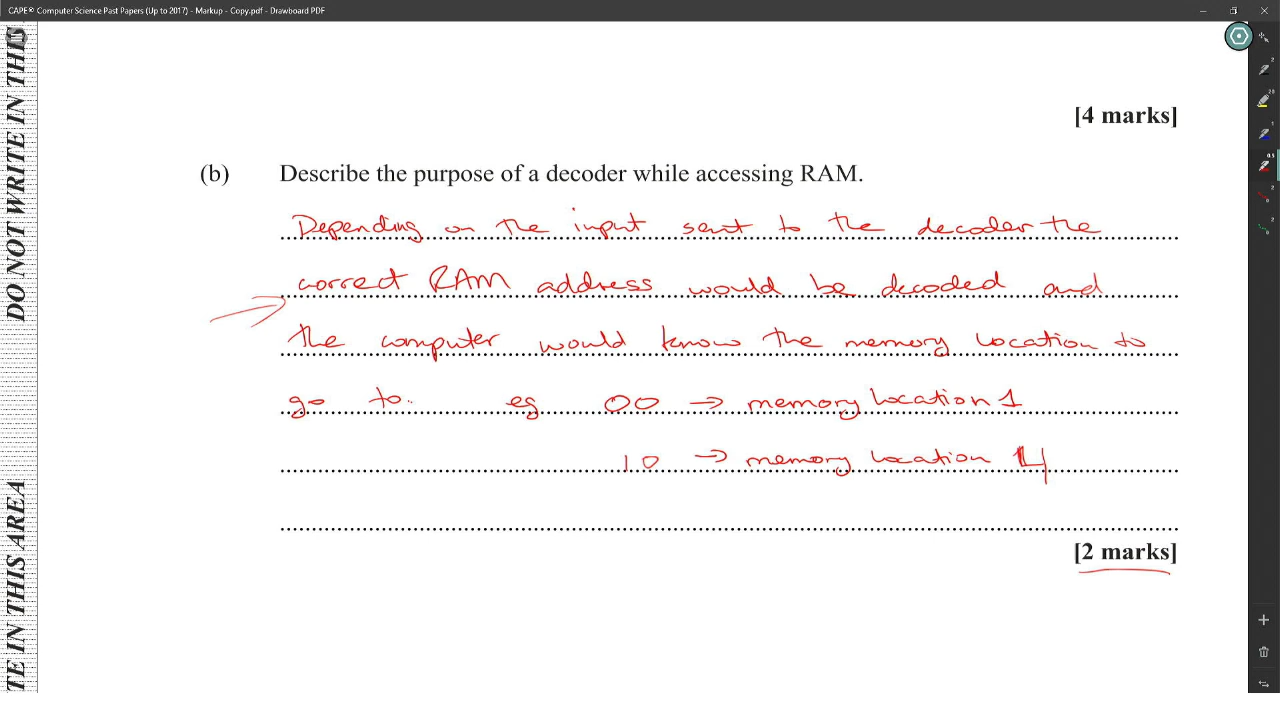 CAPE® Computer Science Past Papers (Up to 2017) - Markup - Copy.pdf - Drawboard PDF
DO NOT WRITE IN THIS
[4 marks]
(b) Describe the purpose of a decoder while accessing RAM.
Depending on the input sent to the decoder the
correct RAM address would be decoded and
the computer would know the memory location to
go to. eg 00 → memory location 1
10 → memory location 4
[2 marks]
TE IN THIS AREA